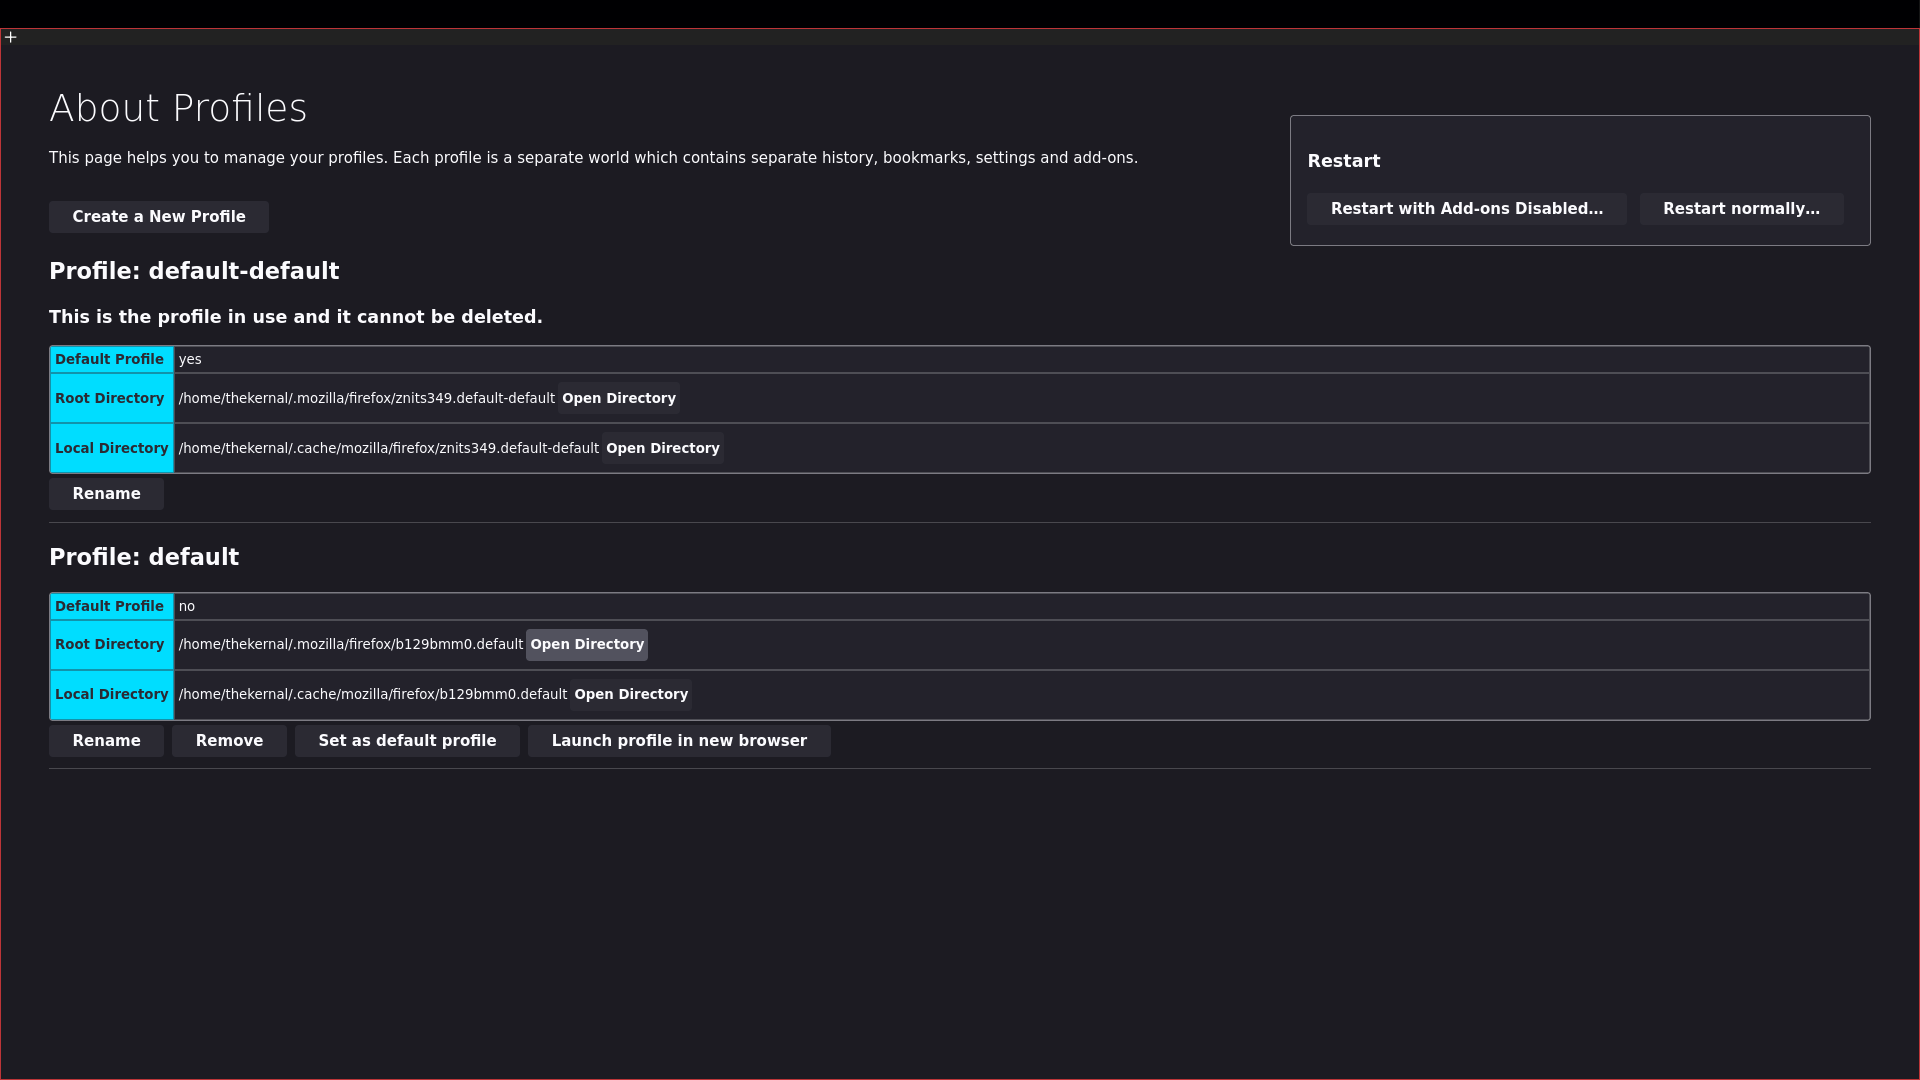 +
About Profiles
This page helps you to manage your profiles. Each profile is a separate world which contains separate history, bookmarks, settings and add-ons.
Restart
Restart with Add-ons Disabled… Restart normally…
Create a New Profile
Profile: default-default
This is the profile in use and it cannot be deleted.
Default Profile yes
Root Directory /home/thekernal/.mozilla/firefox/znits349.default-default Open Directory
Local Directory /home/thekernal/.cache/mozilla/firefox/znits349.default-default Open Directory
Rename
Profile: default
Default Profile no
Root Directory /home/thekernal/.mozilla/firefox/b129bmm0.default Open Directory
Local Directory /home/thekernal/.cache/mozilla/firefox/b129bmm0.default Open Directory
Rename Remove Set as default profile Launch profile in new browser